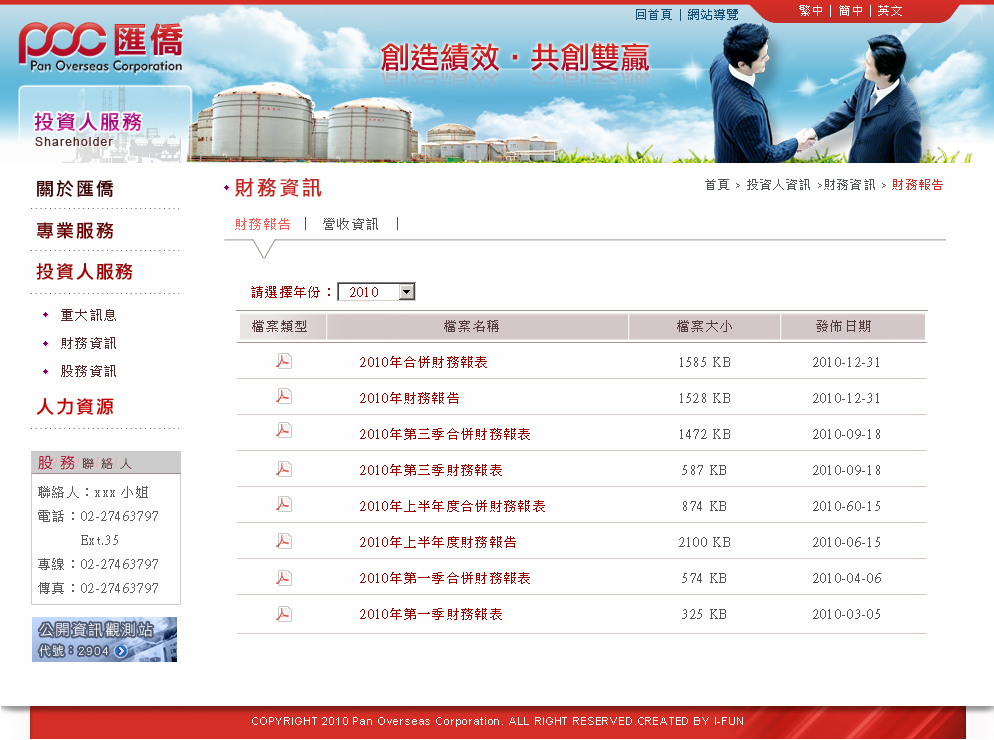 回首頁 | 網站導覽
繁中 | 簡中 | 英文
poc 匯僑
Pan Overseas Corporation
創造績效・共創雙贏
投資人服務
Shareholder
關於匯僑
專業服務
投資人服務
重大訊息
財務資訊
股務資訊
人力資源
股務 聯絡人
聯絡人：xxx 小姐
電話：02-27463797
Ext.35
專線：02-27463797
傳真：02-27463797
公開資訊觀測站
代號：2904
財務資訊
首頁 > 投資人資訊 >財務資訊 > 財務報告
財務報告 | 營收資訊 |
請選擇年份： 2010
檔案類型 檔案名稱 檔案大小 發佈日期
2010年合併財務報表 1585 KB 2010-12-31
2010年財務報告 1528 KB 2010-12-31
2010年第三季合併財務報表 1472 KB 2010-09-18
2010年第三季財務報表 587 KB 2010-09-18
2010年上半年度合併財務報表 874 KB 2010-60-15
2010年上半年度財務報告 2100 KB 2010-06-15
2010年第一季合併財務報表 574 KB 2010-04-06
2010年第一季財務報表 325 KB 2010-03-05
COPYRIGHT 2010 Pan Overseas Corporation. ALL RIGHT RESERVED.CREATED BY I-FUN